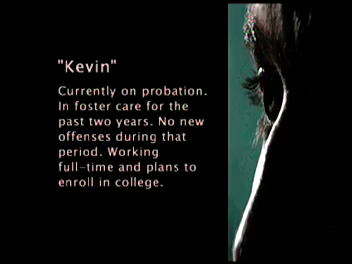 "Kevin"
Currently on probation.
In foster care for the
past two years. No new
offenses during that
period. Working
full-time and plans to
enroll in college.